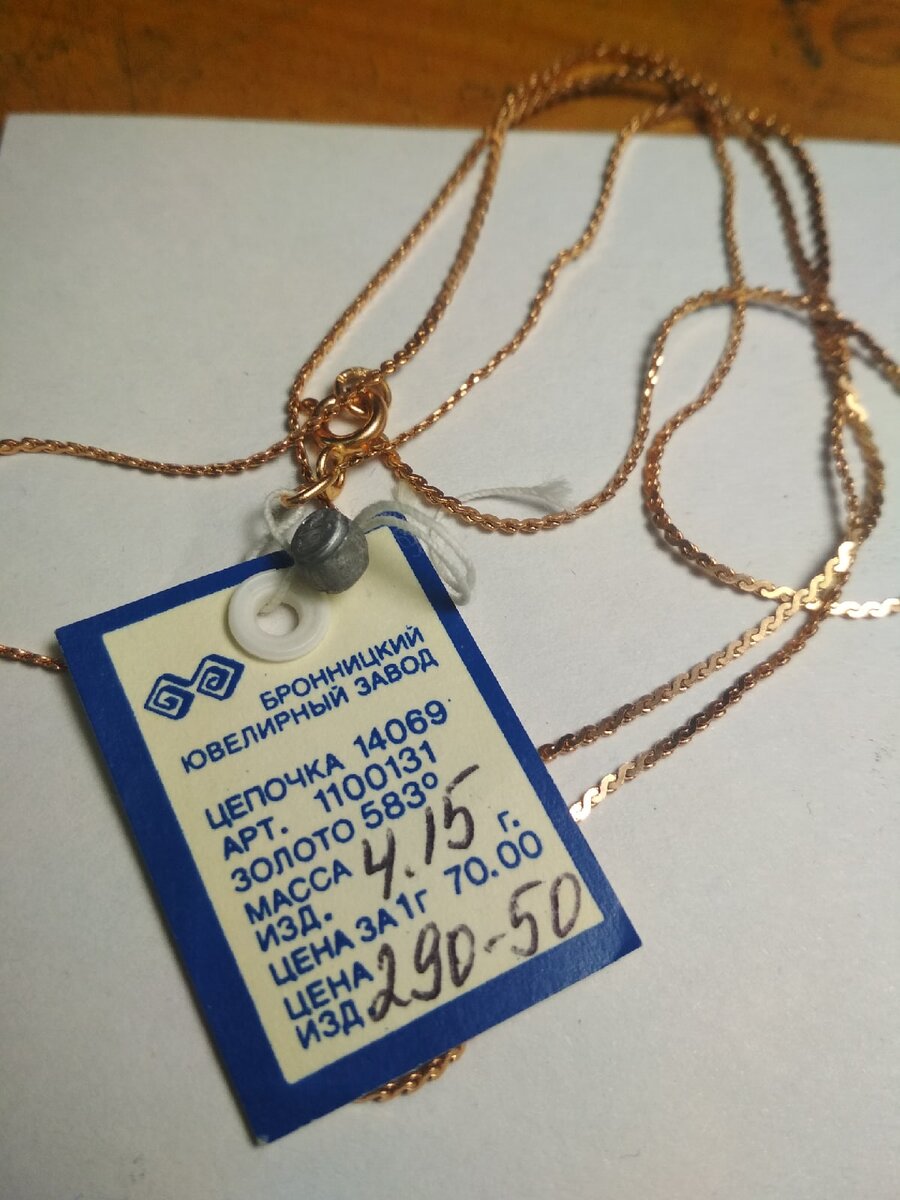 БРОННИЦКИЙ
ЮВЕЛИРНЫЙ ЗАВОД
ЦЕПОЧКА 14069
АРТ. 1100131
ЗОЛОТО 583°
МАССА 4.15 г.
ИЗД.
ЦЕНА ЗА 1 г 70.00
ЦЕНА 290-50
ИЗД